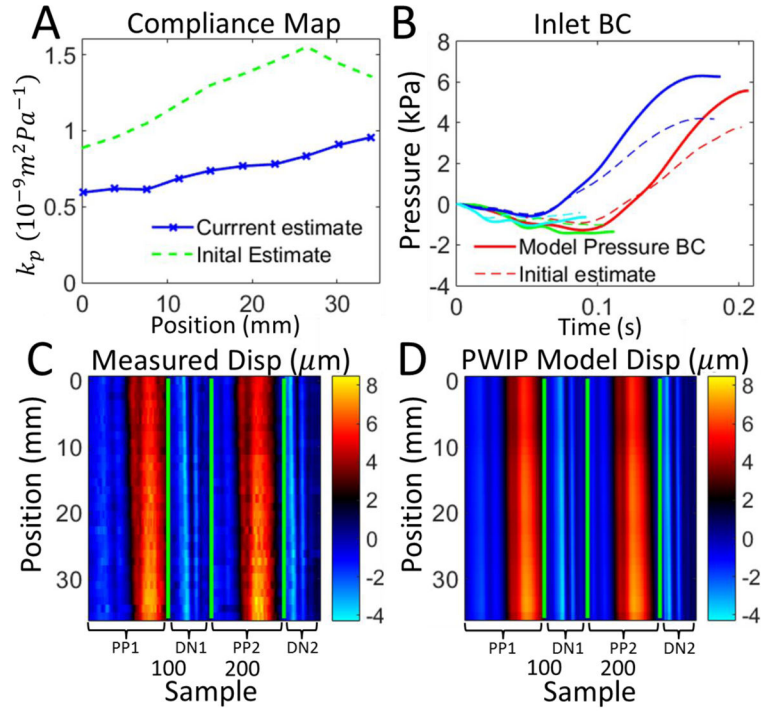 A Compliance Map
1.5
1
0.5
0
k_p (10^{-9}m^2Pa^{-1})
Currrent estimate
Inital Estimate
0 10 20 30
Position (mm)
B Inlet BC
6
4
2
0
-2
-4
Pressure (kPa)
Model Pressure BC
Initial estimate
0 0.1 0.2
Time (s)
C Measured Disp (μm)
0
10
20
30
Position (mm)
8
6
4
2
0
-2
-4
PP1 DN1 PP2 DN2
100 200
Sample
D PWIP Model Disp (μm)
0
10
20
30
Position (mm)
8
6
4
2
0
-2
-4
PP1 DN1 PP2 DN2
100 200
Sample